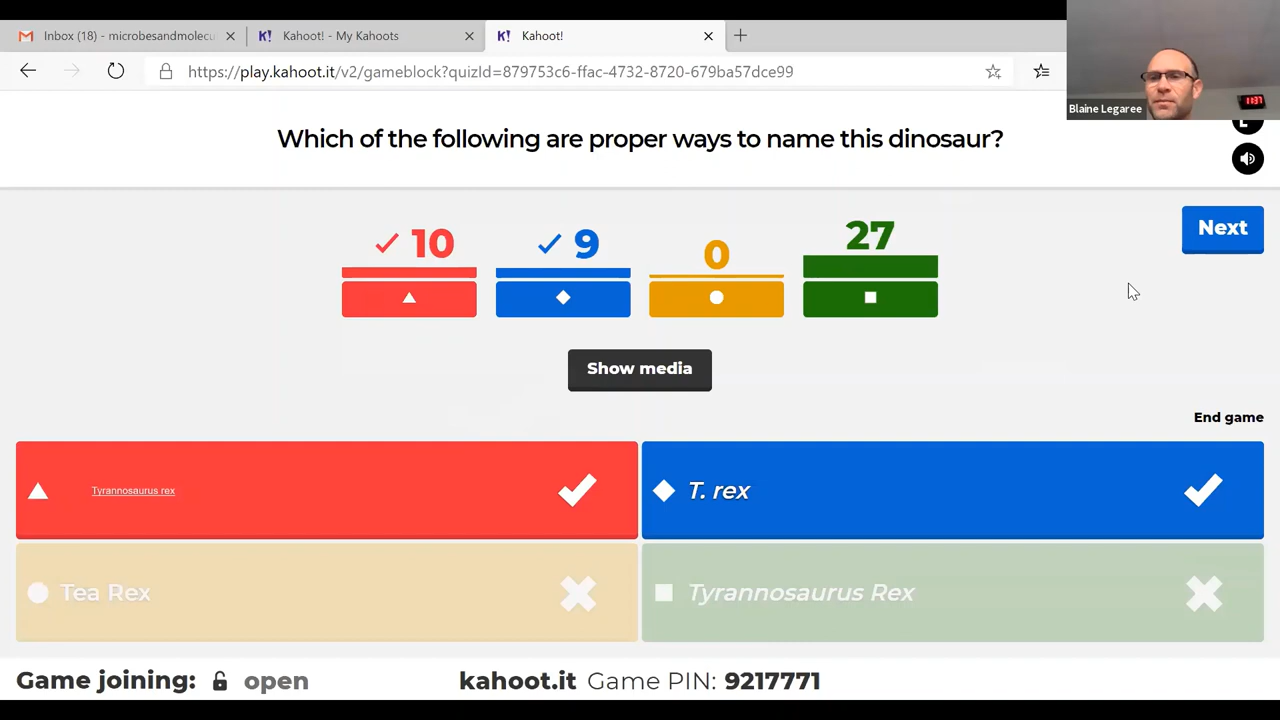 Inbox (18) - microbesandmolecu
K! Kahoot! - My Kahoots
K! Kahoot!
https://play.kahoot.it/v2/gameblock?quizId=879753c6-ffac-4732-8720-679ba57dce99
Blaine Legaree
11:37
Which of the following are proper ways to name this dinosaur?
10
9
0
27
Next
Show media
End game
Tyrannosaurus rex
T. rex
Tea Rex
Tyrannosaurus Rex
Game joining: open
kahoot.it Game PIN: 9217771